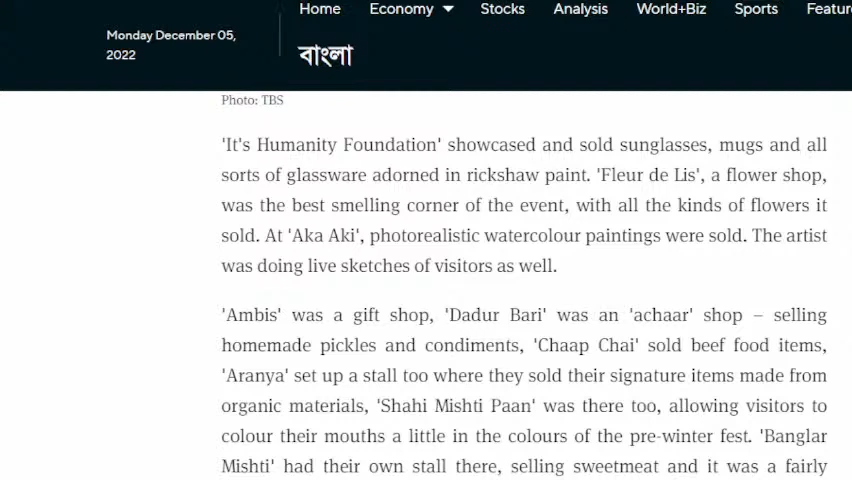 Home Economy Stocks Analysis World+Biz Sports Featur
Monday December 05,
2022
বাংলা
Photo: TBS
'It's Humanity Foundation' showcased and sold sunglasses, mugs and all
sorts of glassware adorned in rickshaw paint. 'Fleur de Lis', a flower shop,
was the best smelling corner of the event, with all the kinds of flowers it
sold. At 'Aka Aki', photorealistic watercolour paintings were sold. The artist
was doing live sketches of visitors as well.
'Ambis' was a gift shop, 'Dadur Bari' was an 'achaar' shop – selling
homemade pickles and condiments, 'Chaap Chai' sold beef food items,
'Aranya' set up a stall too where they sold their signature items made from
organic materials, 'Shahi Mishti Paan' was there too, allowing visitors to
colour their mouths a little in the colours of the pre-winter fest. 'Banglar
Mishti' had their own stall there, selling sweetmeat and it was a fairly